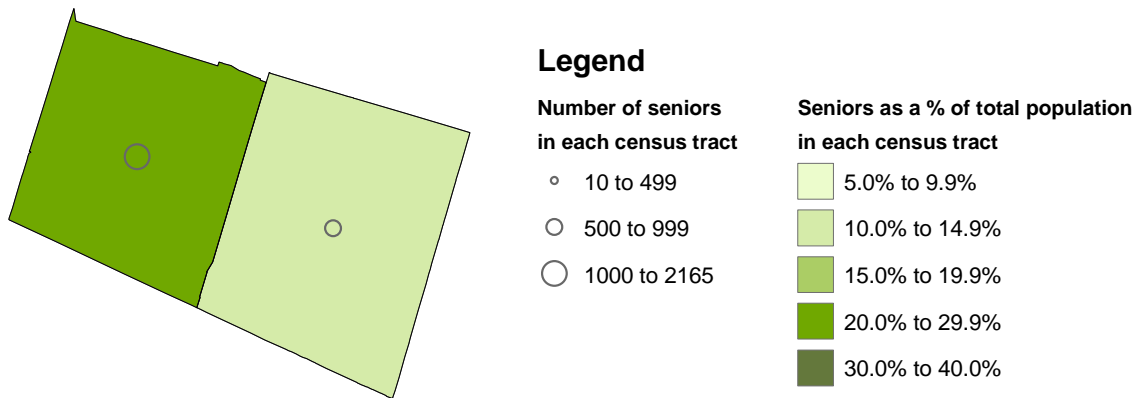 Legend
Number of seniors
in each census tract
10 to 499
500 to 999
1000 to 2165
Seniors as a % of total population
in each census tract
5.0% to 9.9%
10.0% to 14.9%
15.0% to 19.9%
20.0% to 29.9%
30.0% to 40.0%